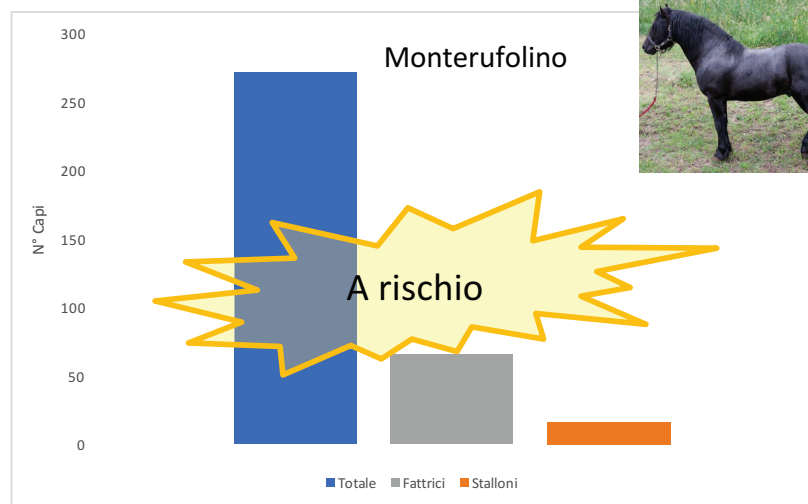 Monterufolino
300
250
200
150
100
50
0
N° Capi
A rischio
Totale Fattrici Stalloni